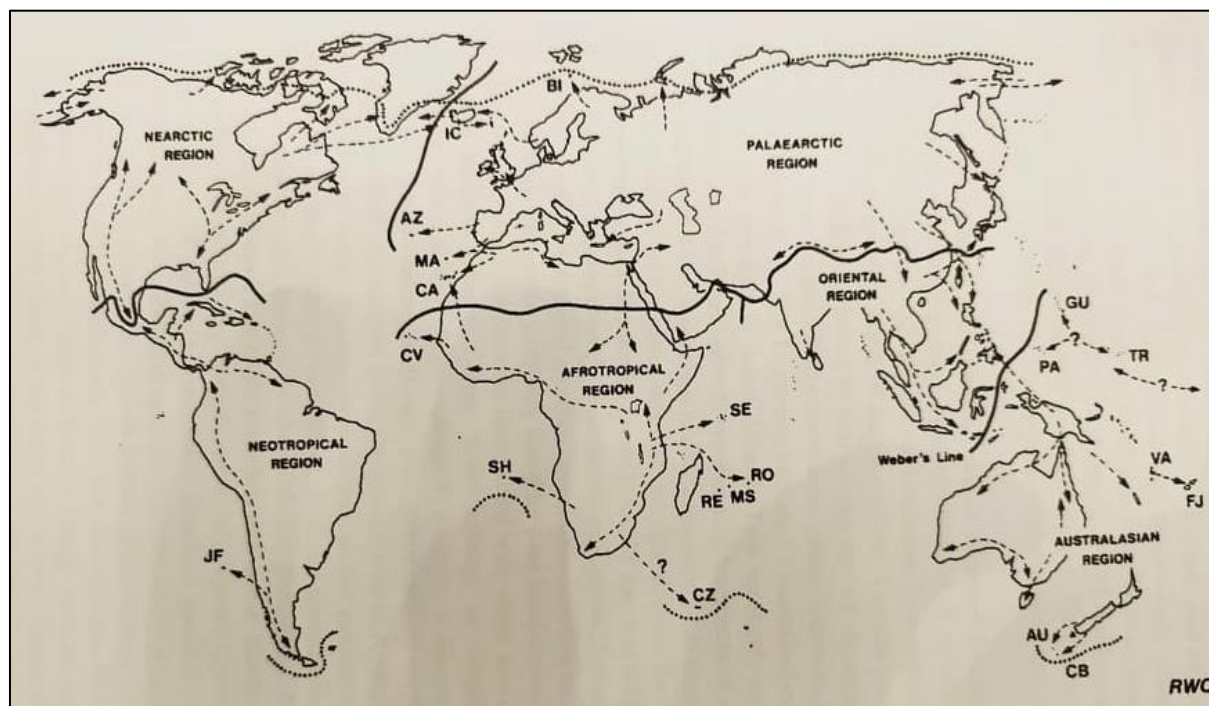 BI
NEARCTIC
REGION
IC
PALAEARCTIC
REGION
AZ
MA
CA
ORIENTAL
REGION
GU
CV
AFROTROPICAL
REGION
?
PA
TR
?
SE
NEOTROPICAL
REGION
Weber's Line
SH
RO
RE
MS
VA
FJ
AUSTRALASIAN
REGION
JF
?
CZ
AU
CB
RWC